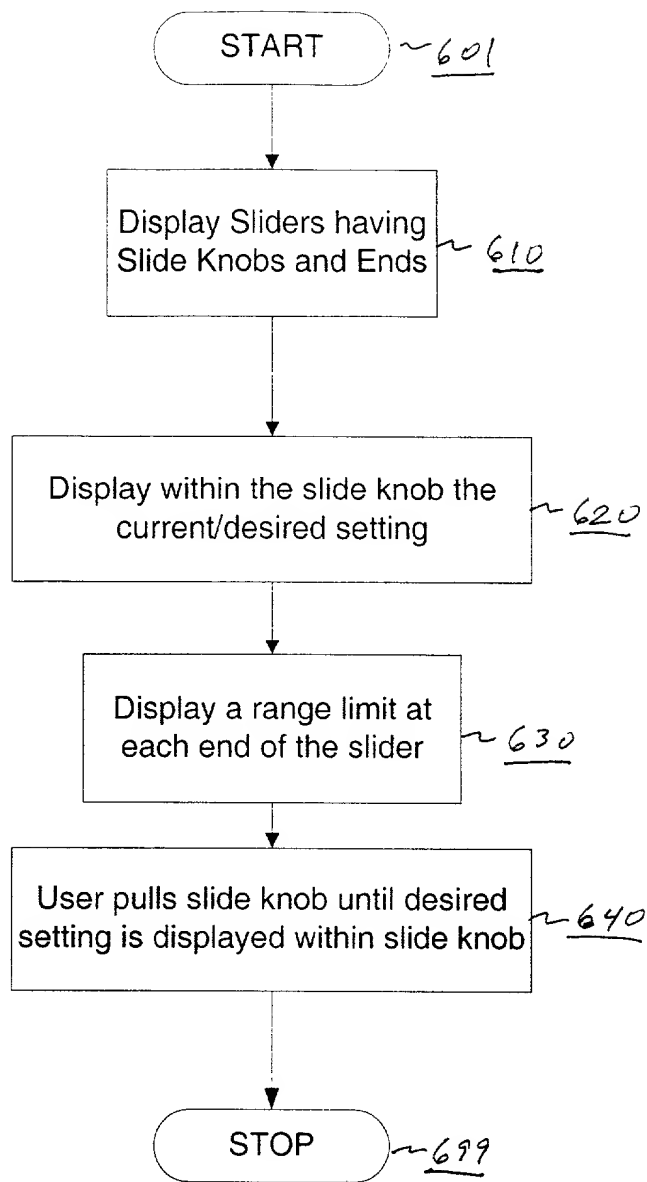 START
601
Display Sliders having
Slide Knobs and Ends
610
Display within the slide knob the
current/desired setting
620
Display a range limit at
each end of the slider
630
User pulls slide knob until desired
setting is displayed within slide knob
640
STOP
699